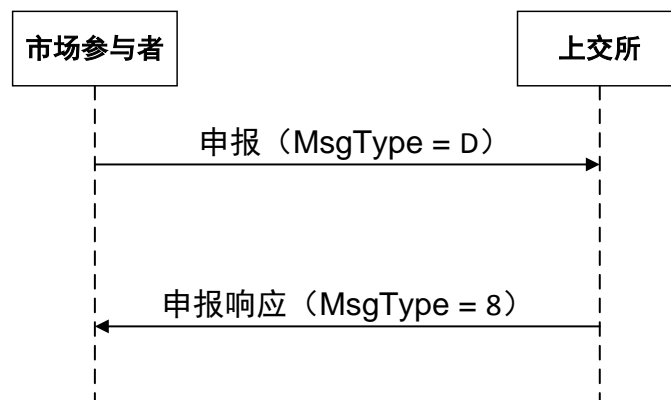 市场参与者
上交所
申报（MsgType = D）
申报响应（MsgType = 8）